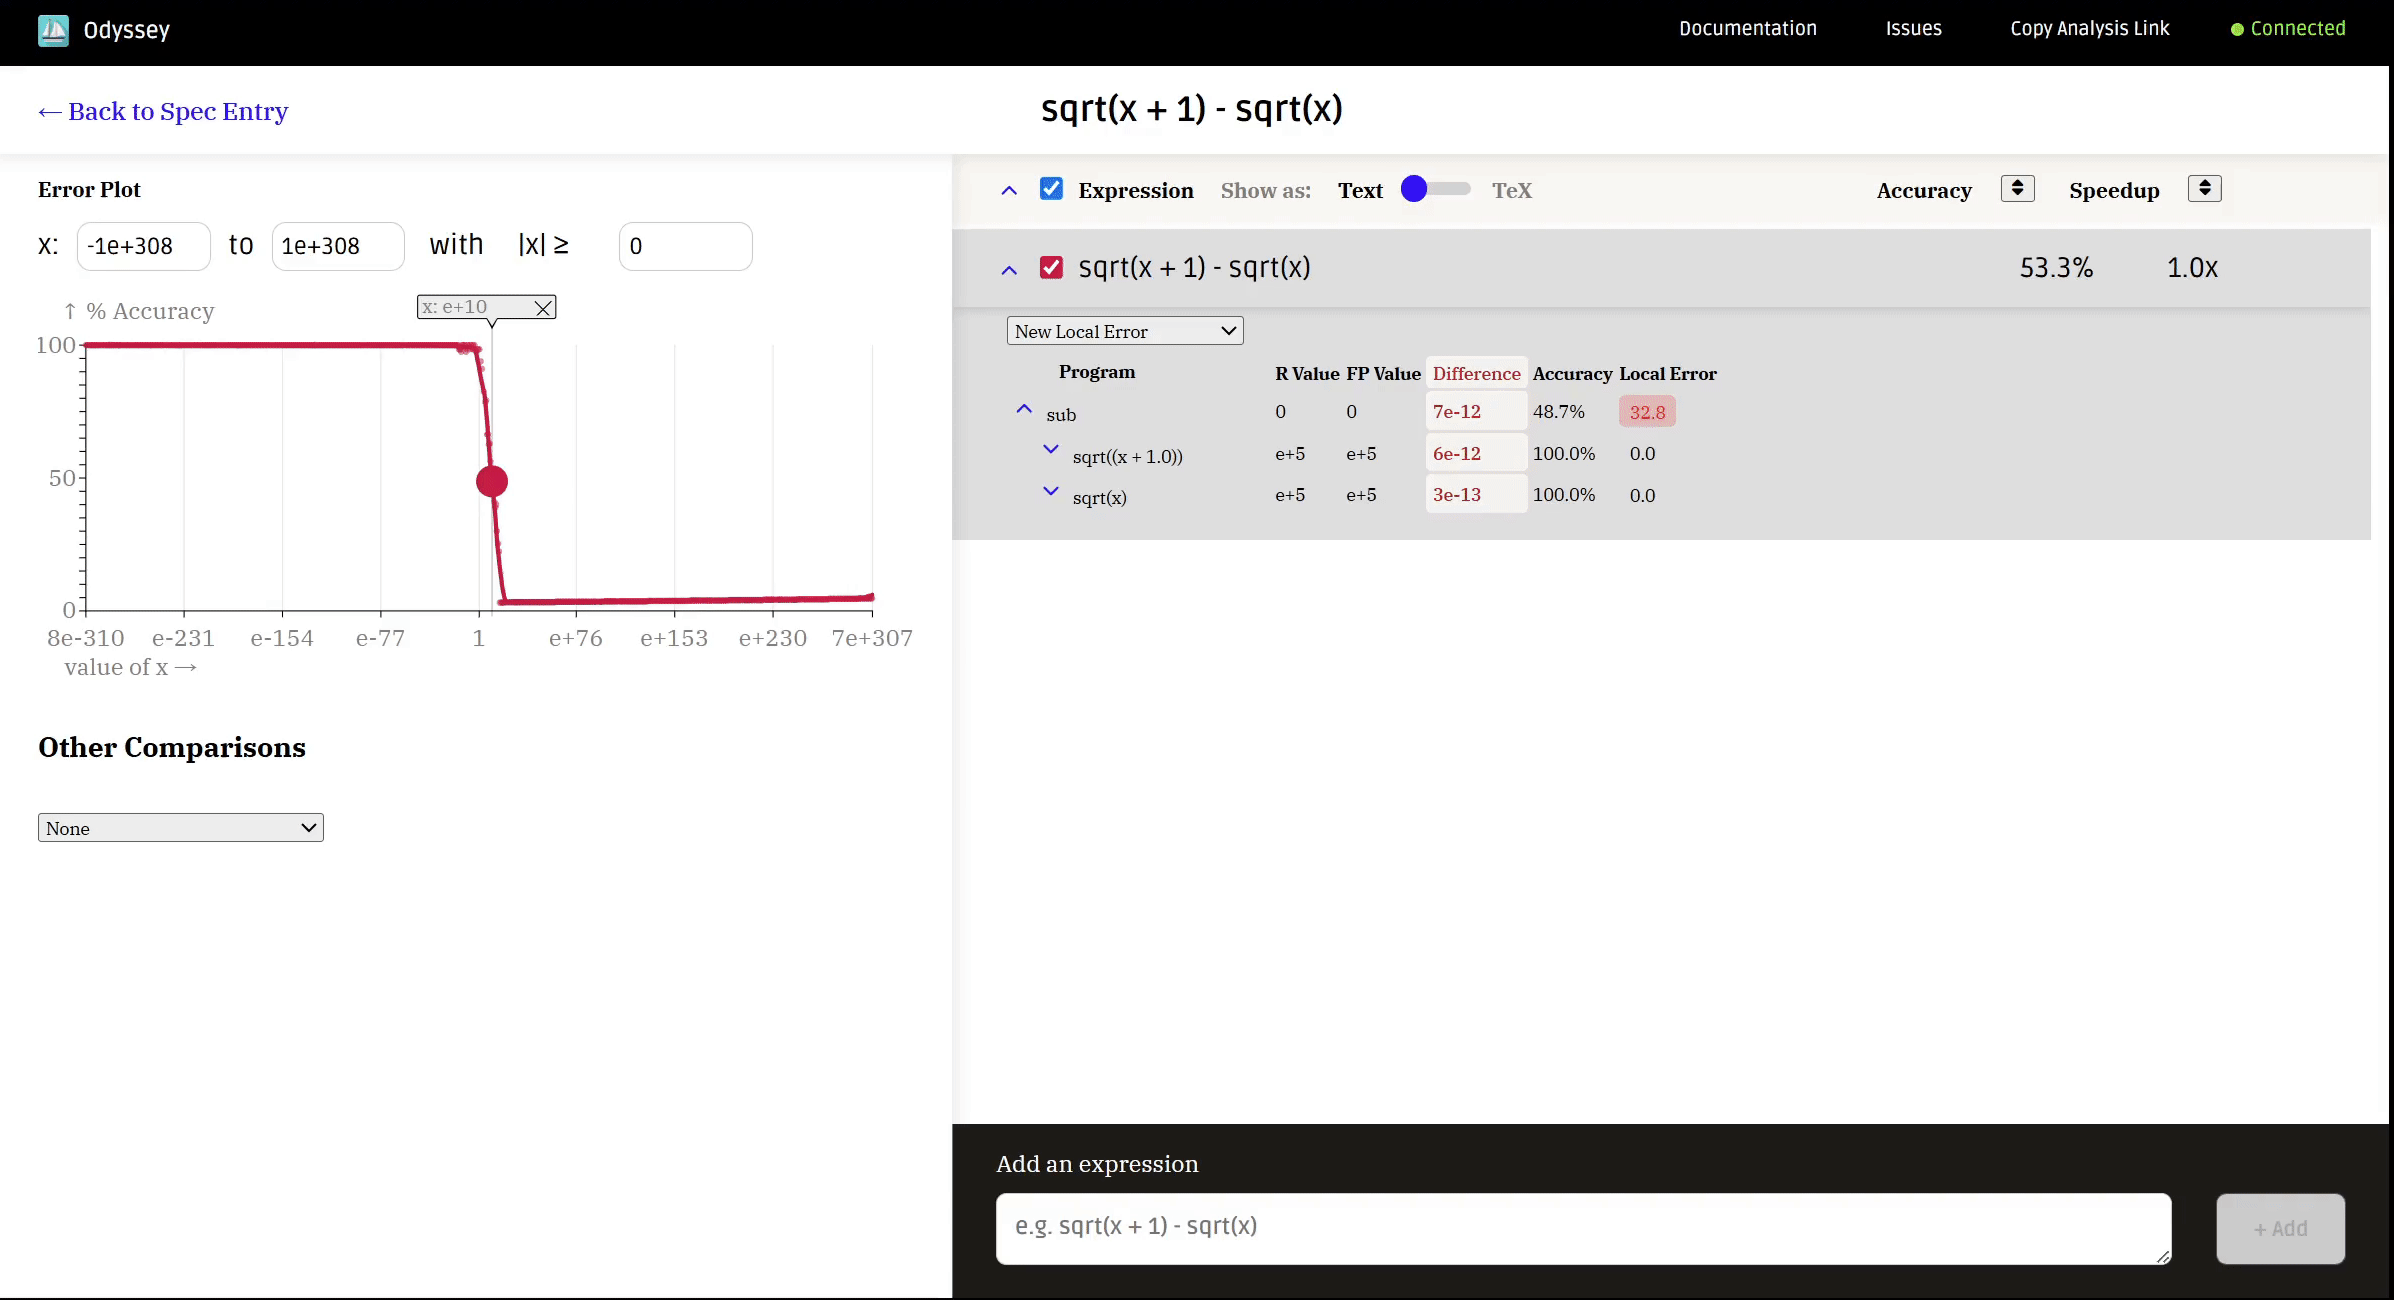 Odyssey
Documentation Issues Copy Analysis Link Connected
← Back to Spec Entry
sqrt(x + 1) - sqrt(x)
Error Plot
x: -1e+308 to 1e+308 with |x| ≥ 0
x: e+10
↑ % Accuracy
100
50
0
8e-310 e-231 e-154 e-77 1 e+76 e+153 e+230 7e+307
value of x →
Other Comparisons
None
Expression Show as: Text TeX Accuracy Speedup
sqrt(x + 1) - sqrt(x) 53.3% 1.0x
New Local Error
Program R Value FP Value Difference Accuracy Local Error
sub 0 0 7e-12 48.7% 32.8
sqrt((x + 1.0)) e+5 e+5 6e-12 100.0% 0.0
sqrt(x) e+5 e+5 3e-13 100.0% 0.0
Add an expression
e.g. sqrt(x + 1) - sqrt(x)
+ Add